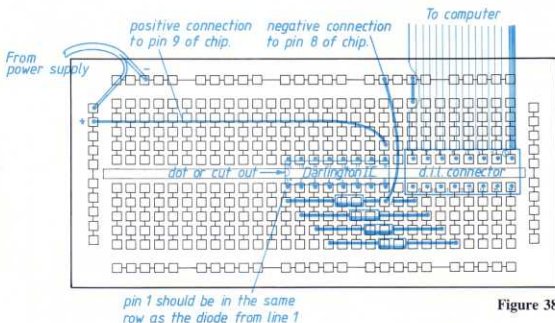 To computer
positive connection
to pin 9 of chip.
negative connection
to pin 8 of chip.
From
power supply
-
+
dot or cut out
Darlington IC
d.i.l. connector
pin 1 should be in the same
row as the diode from line 1
Figure 38